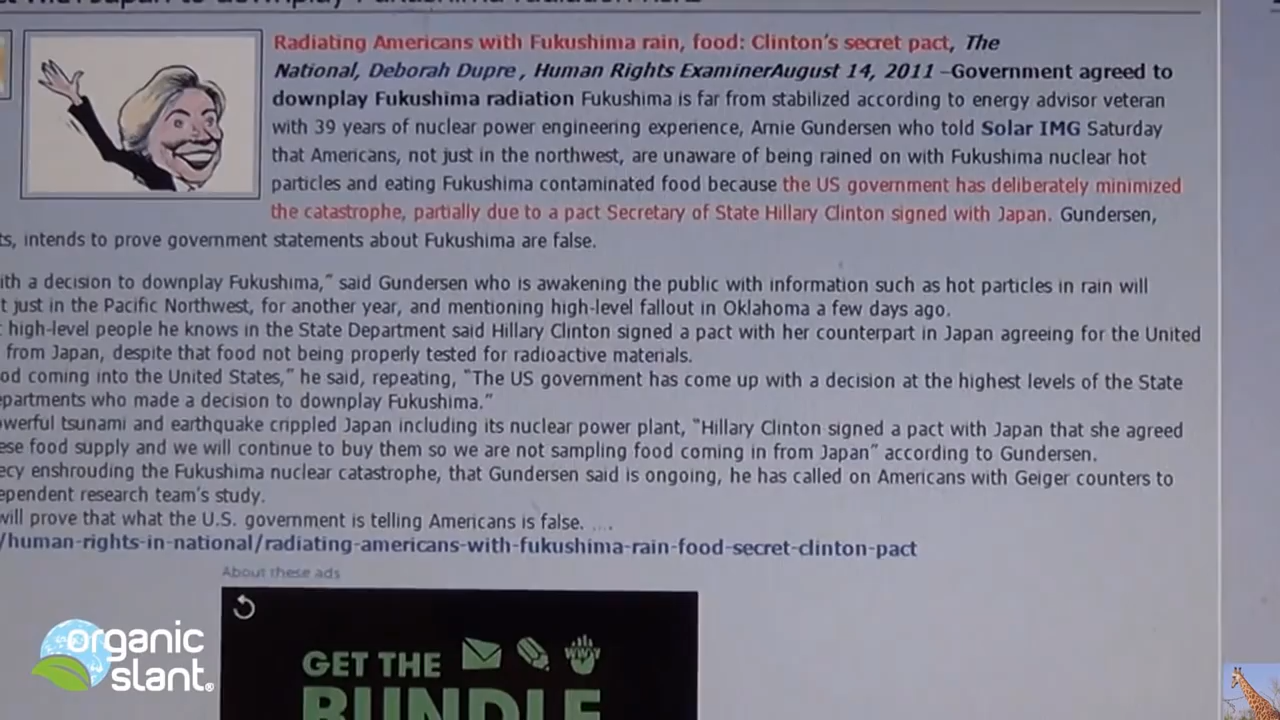 Radiating Americans with Fukushima rain, food: Clinton's secret pact, The
National, Deborah Dupre , Human Rights ExaminerAugust 14, 2011 –Government agreed to
downplay Fukushima radiation Fukushima is far from stabilized according to energy advisor veteran
with 39 years of nuclear power engineering experience, Arnie Gundersen who told Solar IMG Saturday
that Americans, not just in the northwest, are unaware of being rained on with Fukushima nuclear hot
particles and eating Fukushima contaminated food because the US government has deliberately minimized
the catastrophe, partially due to a pact Secretary of State Hillary Clinton signed with Japan. Gundersen,
ts, intends to prove government statements about Fukushima are false.
ith a decision to downplay Fukushima," said Gundersen who is awakening the public with information such as hot particles in rain will
t just in the Pacific Northwest, for another year, and mentioning high-level fallout in Oklahoma a few days ago.
high-level people he knows in the State Department said Hillary Clinton signed a pact with her counterpart in Japan agreeing for the United
from Japan, despite that food not being properly tested for radioactive materials.
od coming into the United States," he said, repeating, "The US government has come up with a decision at the highest levels of the State
epartments who made a decision to downplay Fukushima."
owerful tsunami and earthquake crippled Japan including its nuclear power plant, "Hillary Clinton signed a pact with Japan that she agreed
ese food supply and we will continue to buy them so we are not sampling food coming in from Japan" according to Gundersen.
ecy enshrouding the Fukushima nuclear catastrophe, that Gundersen said is ongoing, he has called on Americans with Geiger counters to
ependent research team's study.
will prove that what the U.S. government is telling Americans is false. ....
/human-rights-in-national/radiating-americans-with-fukushima-rain-food-secret-clinton-pact
About these ads
GET THE
BUNDLE
www
organic
slant®